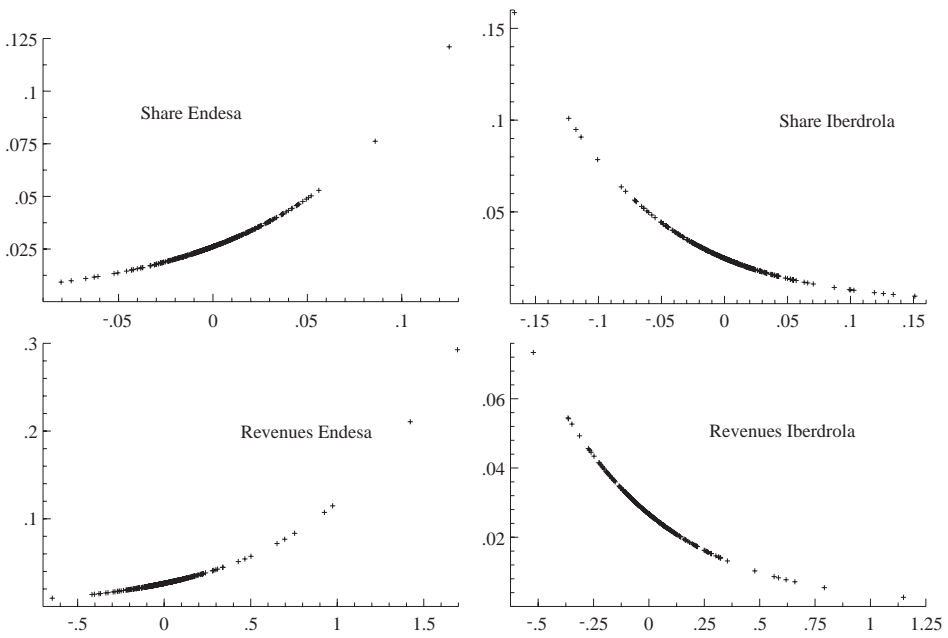 .125
.1
Share Endesa
.075
.05
.025
-.05 0 .05 .1
.15
.1
Share Iberdrola
.05
-.15 -.1 -.05 0 .05 .1 .15
.3
Revenues Endesa
.2
.1
-.5 0 .5 1 1.5
.06
Revenues Iberdrola
.04
.02
-.5 -.25 0 .25 .5 .75 1 1.25